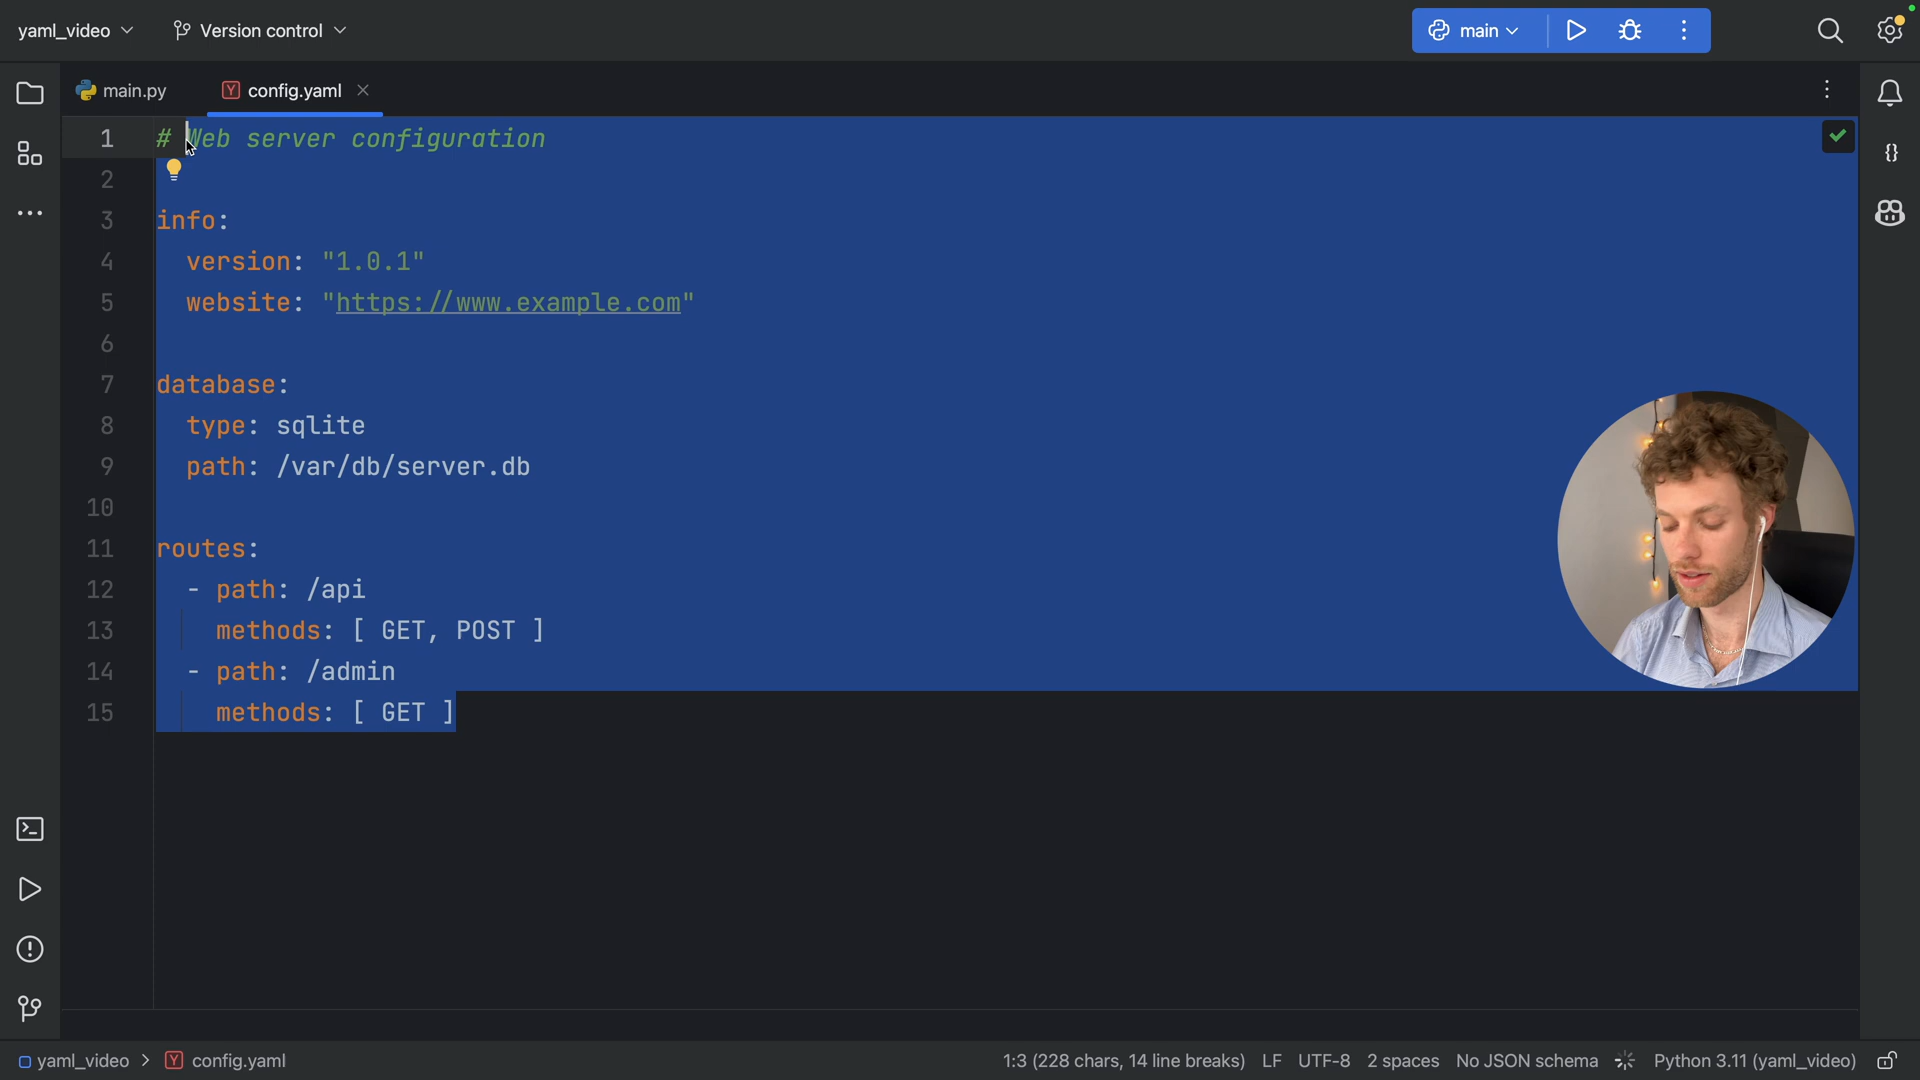 yaml_video Version control main
main.py config.yaml
1 # Web server configuration
2
3 info:
4 version: "1.0.1"
5 website: "https://www.example.com"
6
7 database:
8 type: sqlite
9 path: /var/db/server.db
10
11 routes:
12 - path: /api
13 methods: [ GET, POST ]
14 - path: /admin
15 methods: [ GET ]
yaml_video > config.yaml 1:3 (228 chars, 14 line breaks) LF UTF-8 2 spaces No JSON schema Python 3.11 (yaml_video)